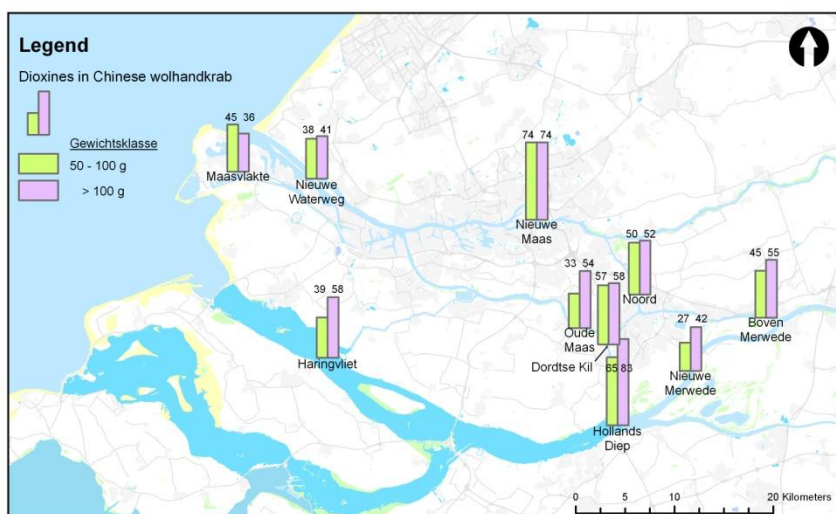 Legend
Dioxines in Chinese wolhandkrab
Gewichtsklasse
50 - 100 g
> 100 g
45 36
Maasvlakte
38 41
Nieuwe
Waterweg
74 74
Nieuwe
Maas
50 52
Noord
33 54
Oude
Maas
57 58
Dordtse Kil
45 55
Boven
Merwede
39 58
Haringvliet
27 42
Nieuwe
Merwede
65 83
Hollands
Diep
0 5 10 20 Kilometers